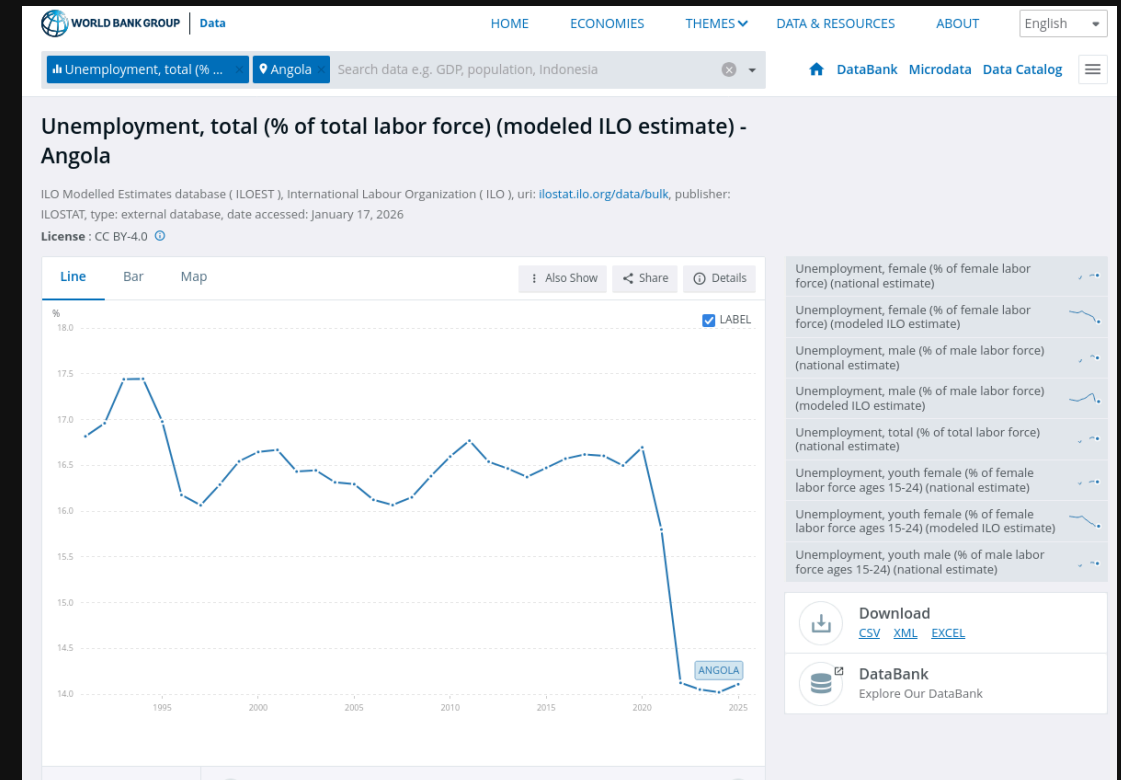 WORLD BANK GROUP Data
HOME ECONOMIES THEMES DATA & RESOURCES ABOUT English
Unemployment, total (% ... × Angola × Search data e.g. GDP, population, Indonesia
DataBank Microdata Data Catalog
Unemployment, total (% of total labor force) (modeled ILO estimate) -
Angola
ILO Modelled Estimates database ( ILOEST ), International Labour Organization ( ILO ), uri: ilostat.ilo.org/data/bulk, publisher:
ILOSTAT, type: external database, date accessed: January 17, 2026
License : CC BY-4.0
Line Bar Map
Also Show Share Details
%
LABEL
18.0
17.5
17.0
16.5
16.0
15.5
15.0
14.5
14.0
ANGOLA
1995 2000 2005 2010 2015 2020 2025
Unemployment, female (% of female labor
force) (national estimate)
Unemployment, female (% of female labor
force) (modeled ILO estimate)
Unemployment, male (% of male labor force)
(national estimate)
Unemployment, male (% of male labor force)
(modeled ILO estimate)
Unemployment, total (% of total labor force)
(national estimate)
Unemployment, youth female (% of female
labor force ages 15-24) (national estimate)
Unemployment, youth female (% of female
labor force ages 15-24) (modeled ILO estimate)
Unemployment, youth male (% of male labor
force ages 15-24) (national estimate)
Download
CSV XML EXCEL
DataBank
Explore Our DataBank